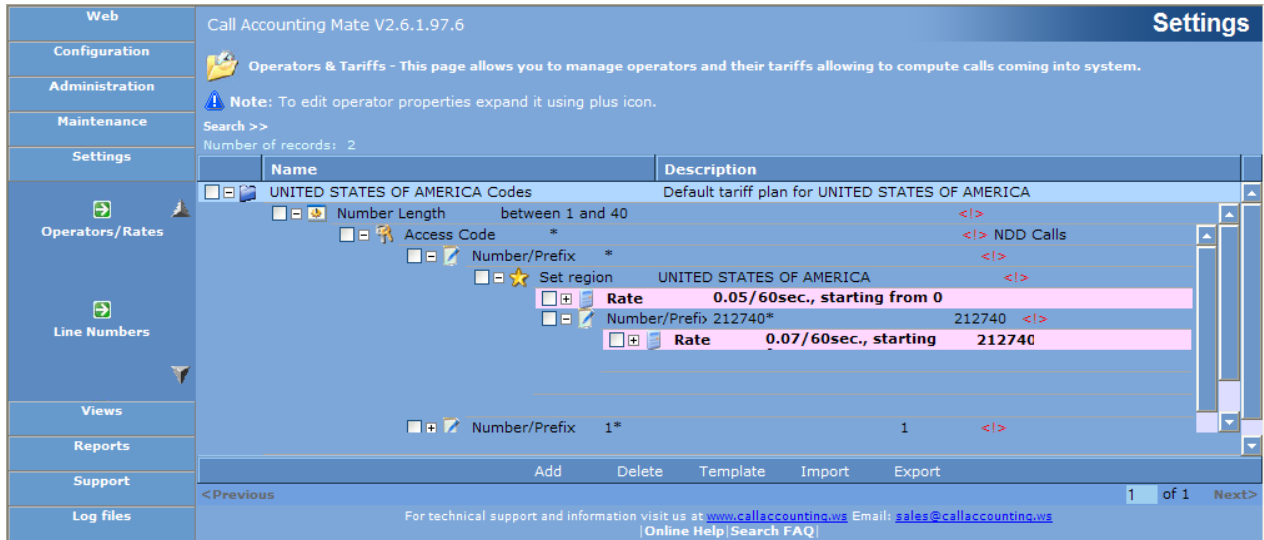 Web
Configuration
Administration
Maintenance
Settings
Operators/Rates
Line Numbers
Views
Reports
Support
Log files
Call Accounting Mate V2.6.1.97.6
Settings
Operators & Tariffs - This page allows you to manage operators and their tariffs allowing to compute calls coming into system.
Note: To edit operator properties expand it using plus icon.
Search >>
Number of records: 2
Name Description
UNITED STATES OF AMERICA Codes Default tariff plan for UNITED STATES OF AMERICA
Number Length between 1 and 40 <!>
Access Code * <!> NDD Calls
Number/Prefix * <!>
Set region UNITED STATES OF AMERICA <!>
Rate 0.05/60sec., starting from 0
Number/Prefix 212740* 212740 <!>
Rate 0.07/60sec., starting 212740
Number/Prefix 1* 1 <!>
Add Delete Template Import Export
<Previous 1 of 1 Next>
For technical support and information visit us at www.callaccounting.ws Email: sales@callaccounting.ws
|Online Help|Search FAQ|